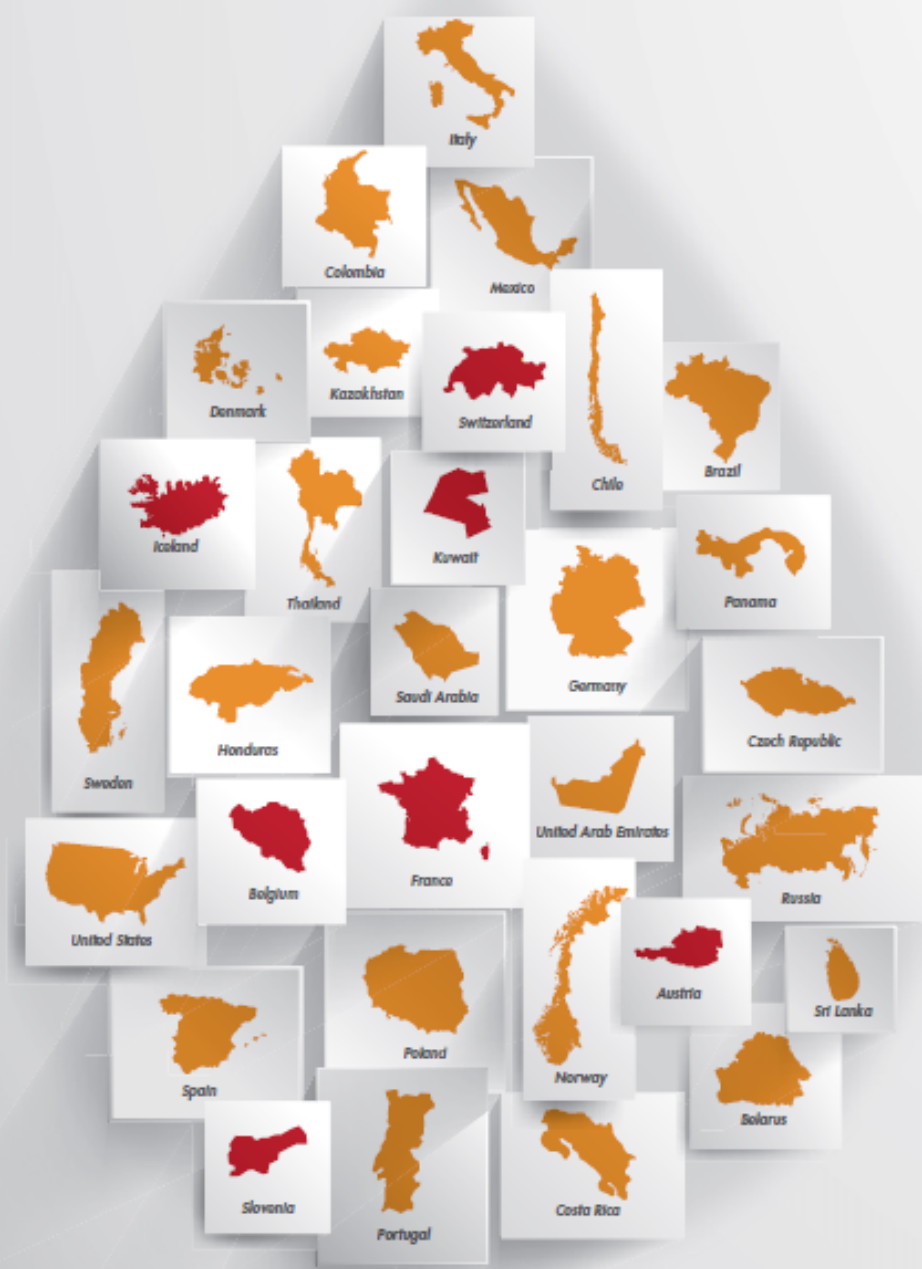 Italy
Colombia
Mexico
Denmark
Kazakhstan
Switzerland
Chile
Brazil
Iceland
Thailand
Kuwait
Germany
Panama
Sweden
Honduras
Saudi Arabia
Czech Republic
United States
Belgium
France
United Arab Emirates
Russia
Spain
Poland
Norway
Austria
Sri Lanka
Belarus
Slovenia
Portugal
Costa Rica